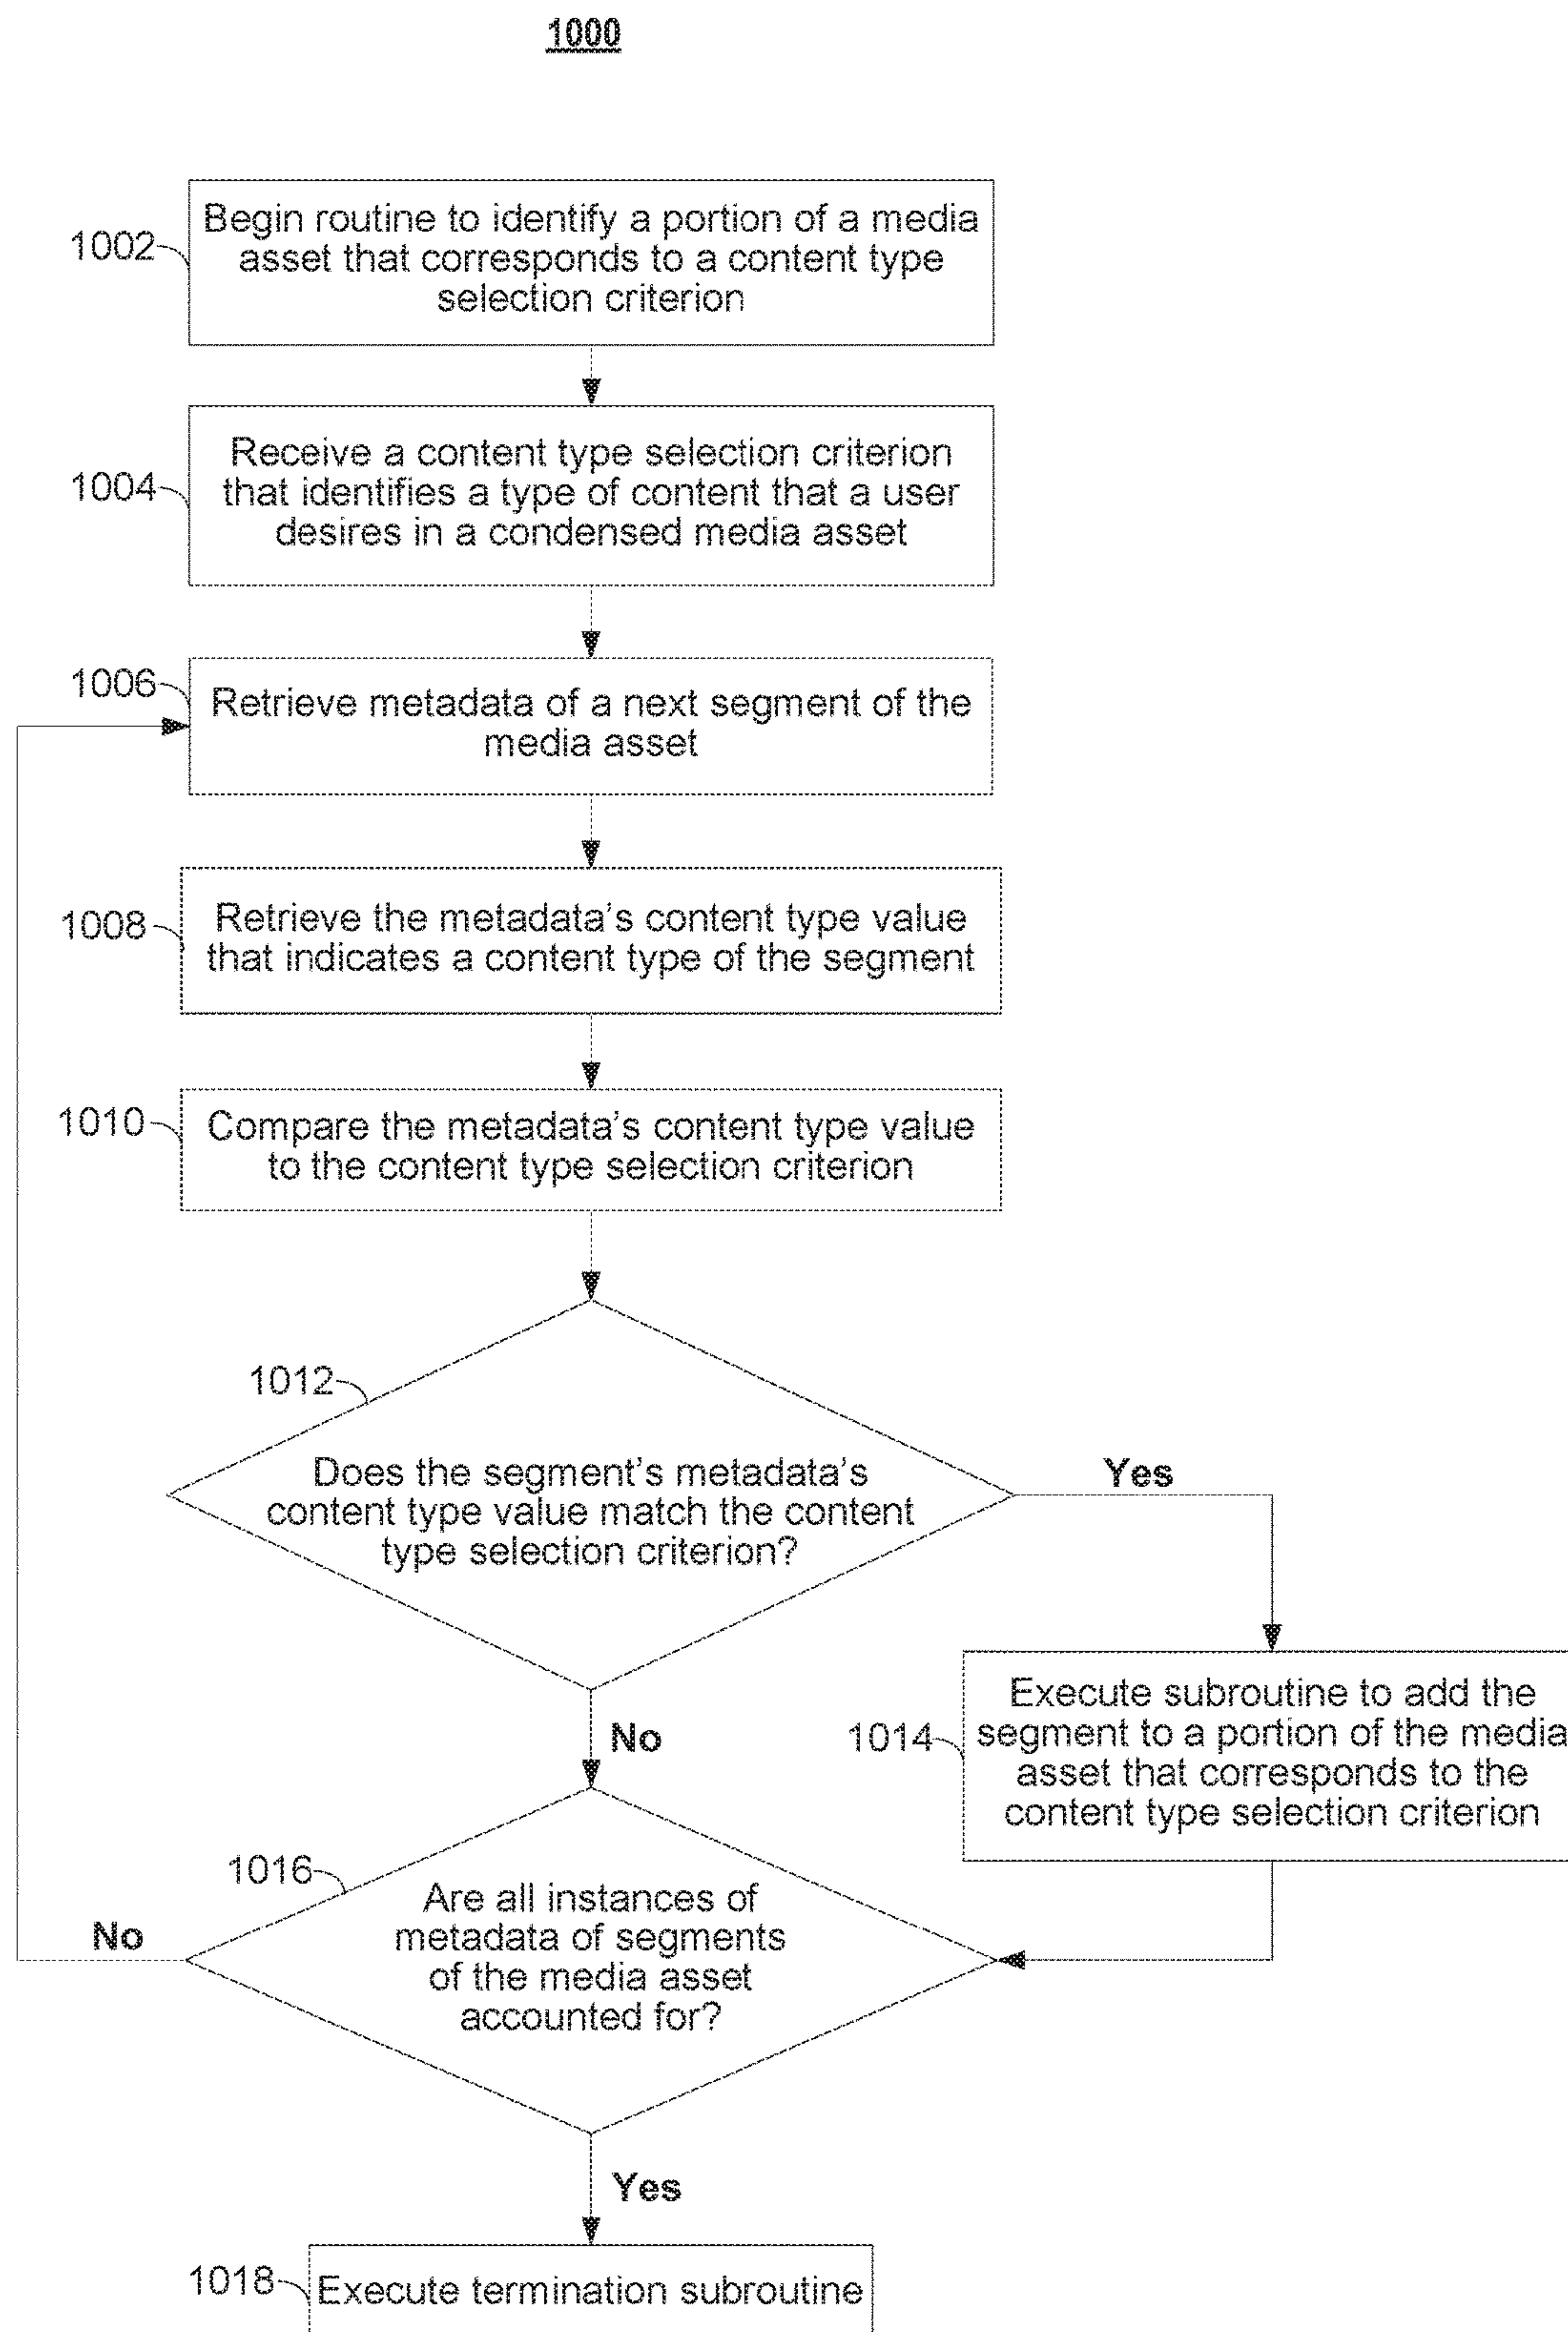 1000
1002
Begin routine to identify a portion of a media
asset that corresponds to a content type
selection criterion
1004
Receive a content type selection criterion
that identifies a type of content that a user
desires in a condensed media asset
1006
Retrieve metadata of a next segment of the
media asset
1008
Retrieve the metadata's content type value
that indicates a content type of the segment
1010
Compare the metadata's content type value
to the content type selection criterion
1012
Does the segment's metadata's
content type value match the content
type selection criterion?
Yes
No
1014
Execute subroutine to add the
segment to a portion of the media
asset that corresponds to the
content type selection criterion
1016
Are all instances of
metadata of segments
of the media asset
accounted for?
No
Yes
1018
Execute termination subroutine